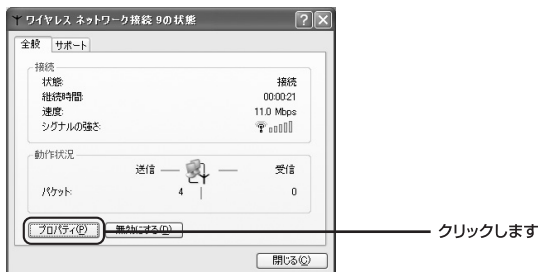 ワイヤレス ネットワーク接続 9の状態
全般 サポート
接続
状態: 接続
継続時間: 00:00:21
速度: 11.0 Mbps
シグナルの強さ:
動作状況
送信 受信
パケット: 4 0
プロパティ(P) 無効にする(D) クリックします
閉じる(C)